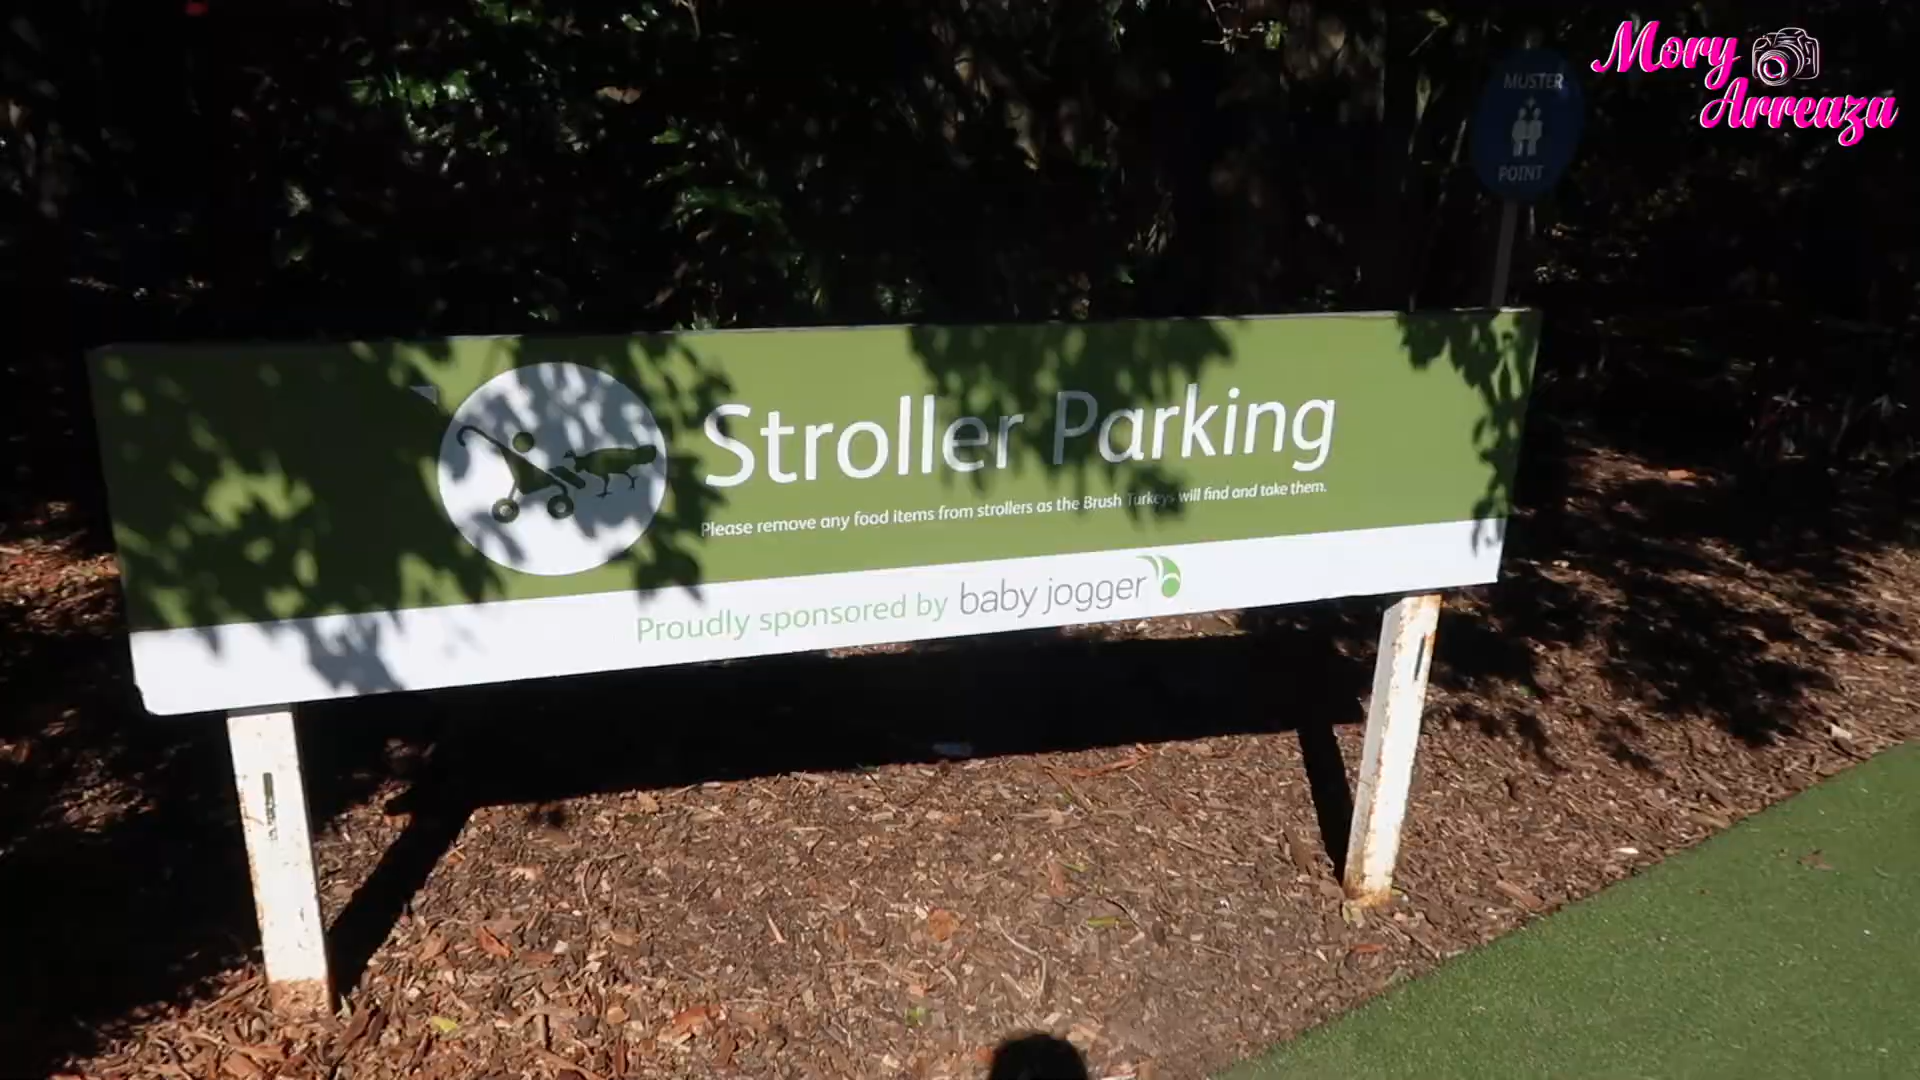 Mory
Arreaza
MUSTER
POINT
Stroller Parking
Please remove any food items from strollers as the Brush Turkeys will find and take them.
Proudly sponsored by baby jogger